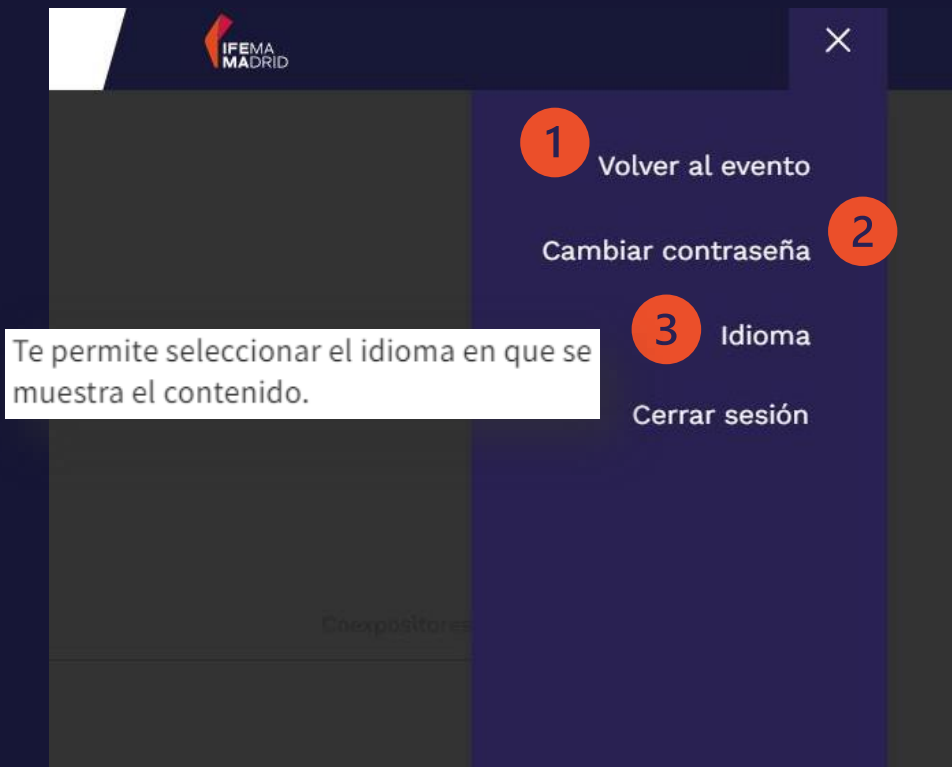 IFEMA
MADRID
1
Volver al evento
2
Cambiar contraseña
3
Idioma
Te permite seleccionar el idioma en que se
muestra el contenido.
Cerrar sesión
Coexpositores